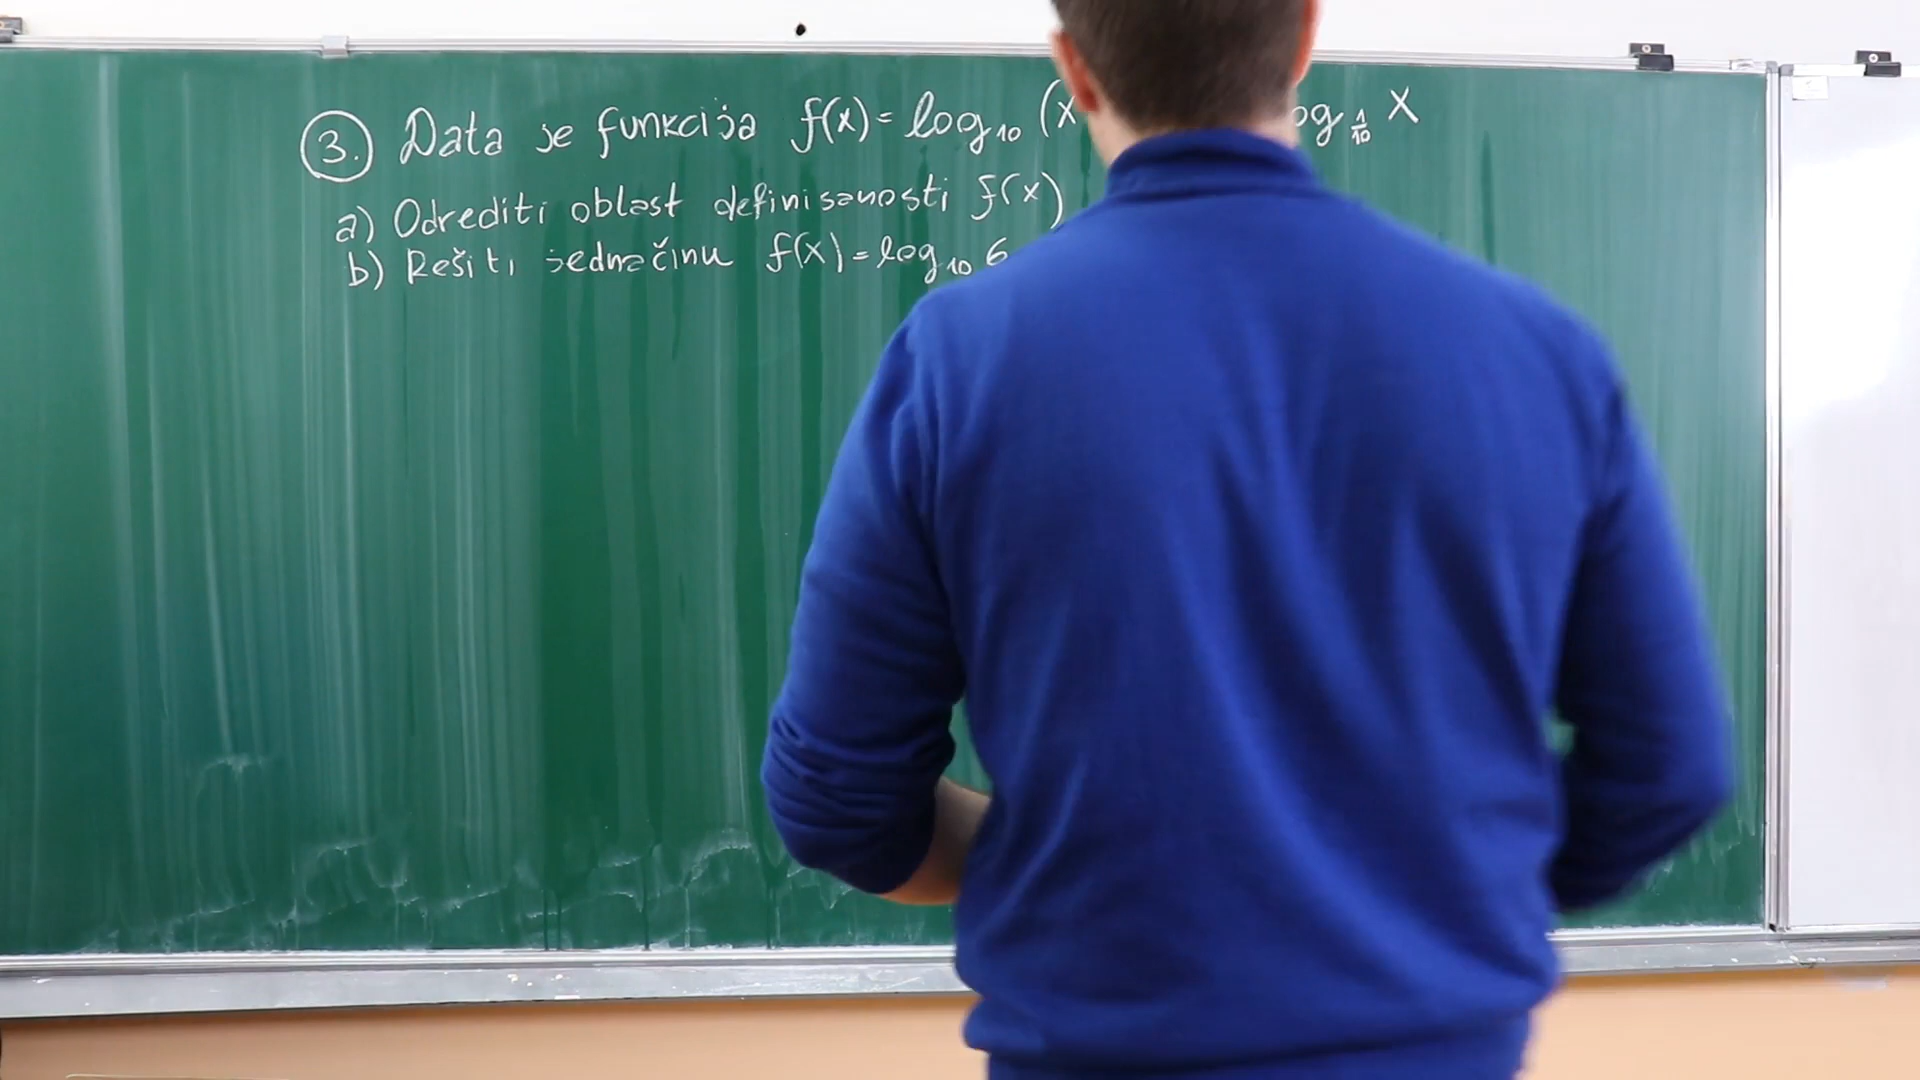 3. Data je funkcija f(x) = log₁₀ (x og 1/10 X
a) Odrediti oblast definisanosti f(x)
b) Rešiti jednačinu f(x) = log₁₀ 6